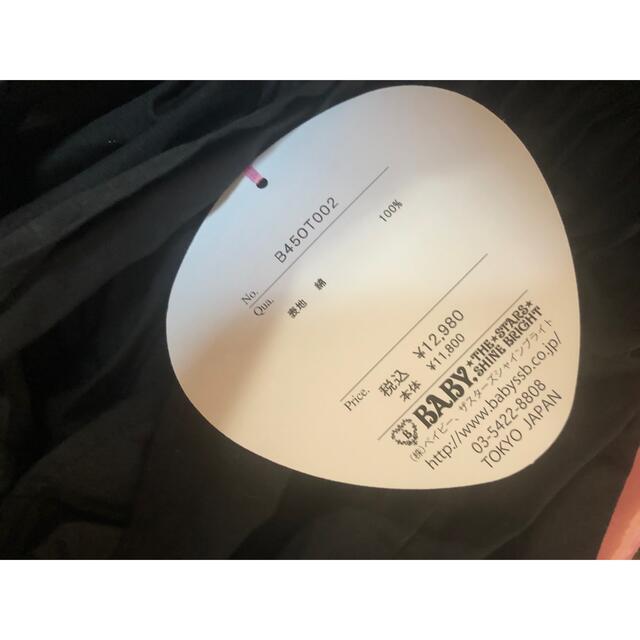 No. B45OT002
Qua. 表地 綿 100%
Price. 税込 ¥12,980
本体 ¥11,800
BABY, ★THE★STARS★ SHINE BRIGHT
(株)ベイビー、ザスターズシャインブライト
http://www.babyssb.co.jp/
03-5422-8808
TOKYO JAPAN